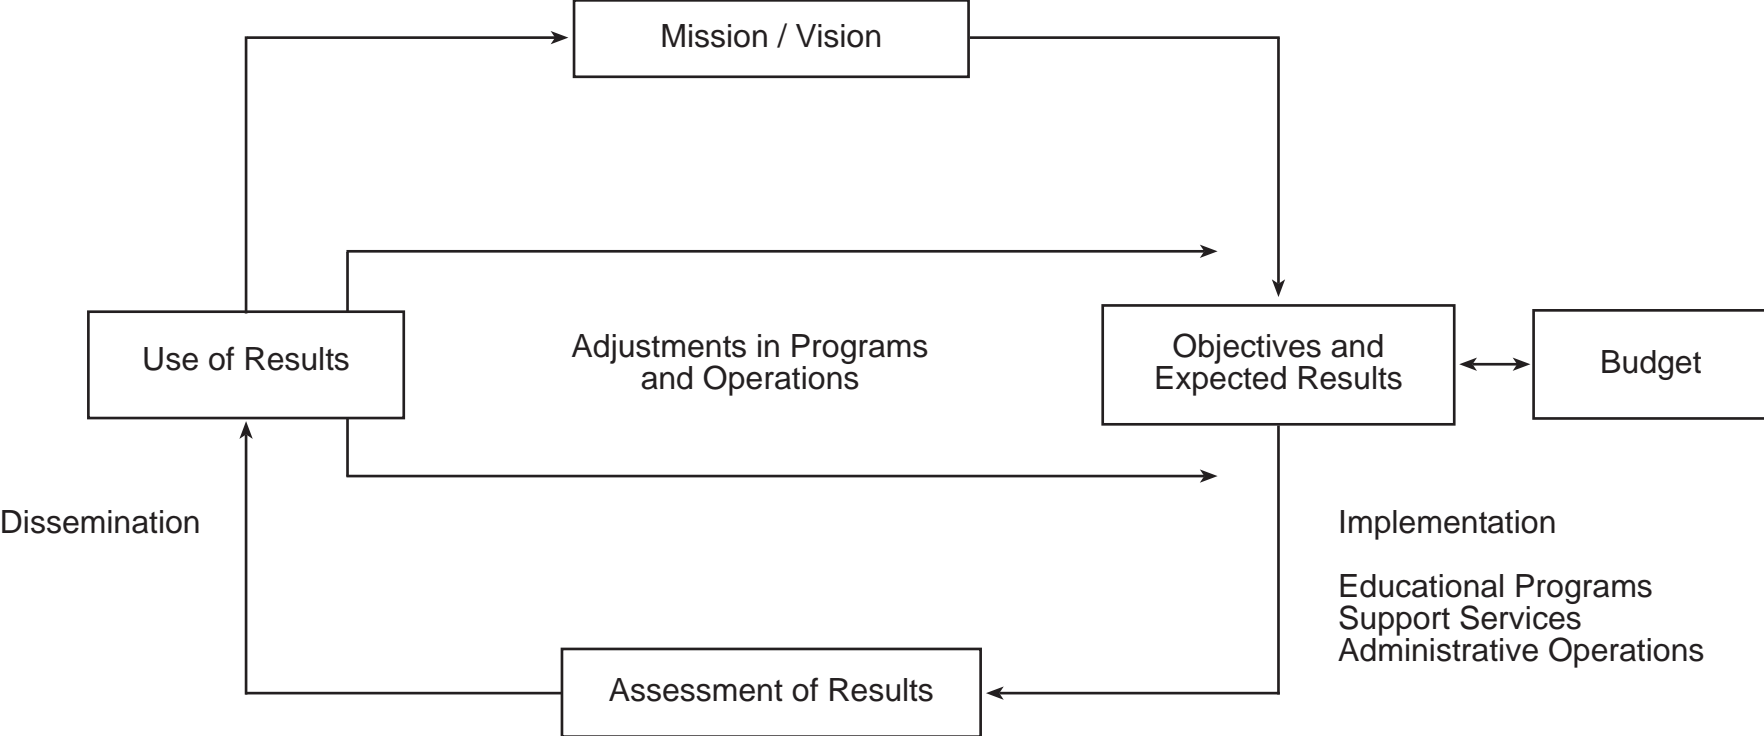 Mission / Vision
Use of Results
Adjustments in Programs
and Operations
Objectives and
Expected Results
Budget
Dissemination
Implementation
Educational Programs
Support Services
Administrative Operations
Assessment of Results